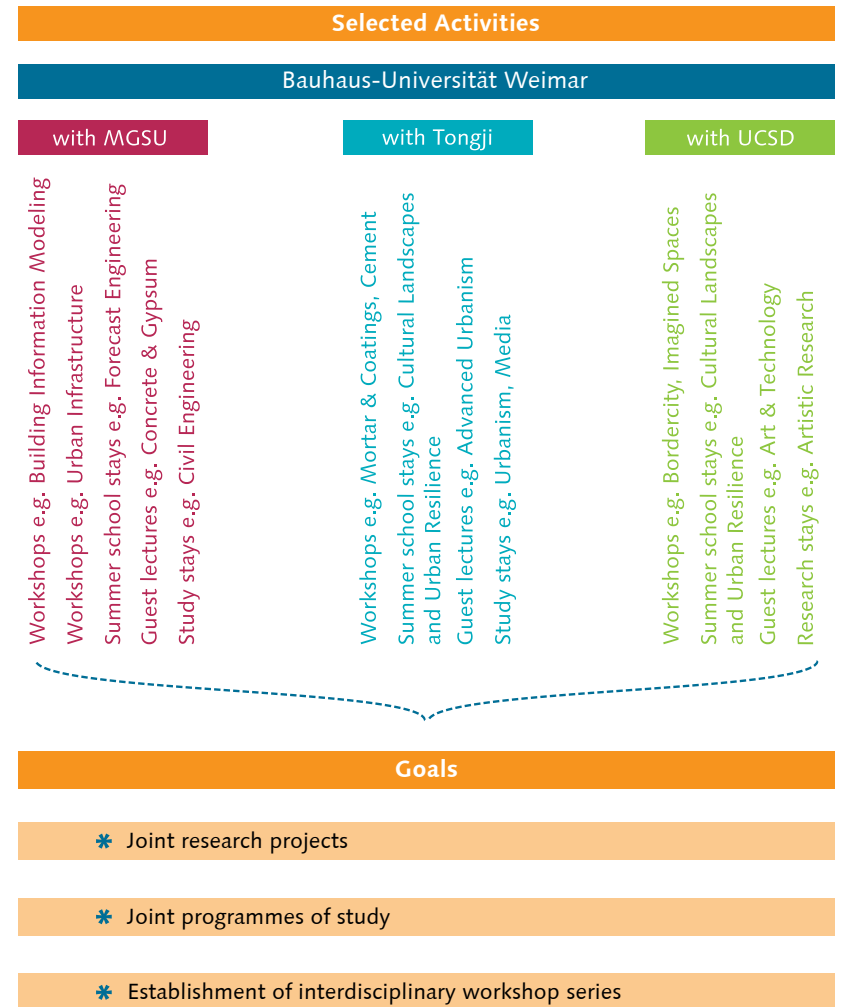 Selected Activities
Bauhaus-Universität Weimar
with MGSU
Workshops e.g. Building Information Modeling
Workshops e.g. Urban Infrastructure
Summer school stays e.g. Forecast Engineering
Guest lectures e.g. Concrete & Gypsum
Study stays e.g. Civil Engineering
with Tongji
Workshops e.g. Mortar & Coatings, Cement
Summer school stays e.g. Cultural Landscapes
and Urban Resilience
Guest lectures e.g. Advanced Urbanism
Study stays e.g. Urbanism, Media
with UCSD
Workshops e.g. Bordercity, Imagined Spaces
Summer school stays e.g. Cultural Landscapes
and Urban Resilience
Guest lectures e.g. Art & Technology
Research stays e.g. Artistic Research
Goals
* Joint research projects
* Joint programmes of study
* Establishment of interdisciplinary workshop series